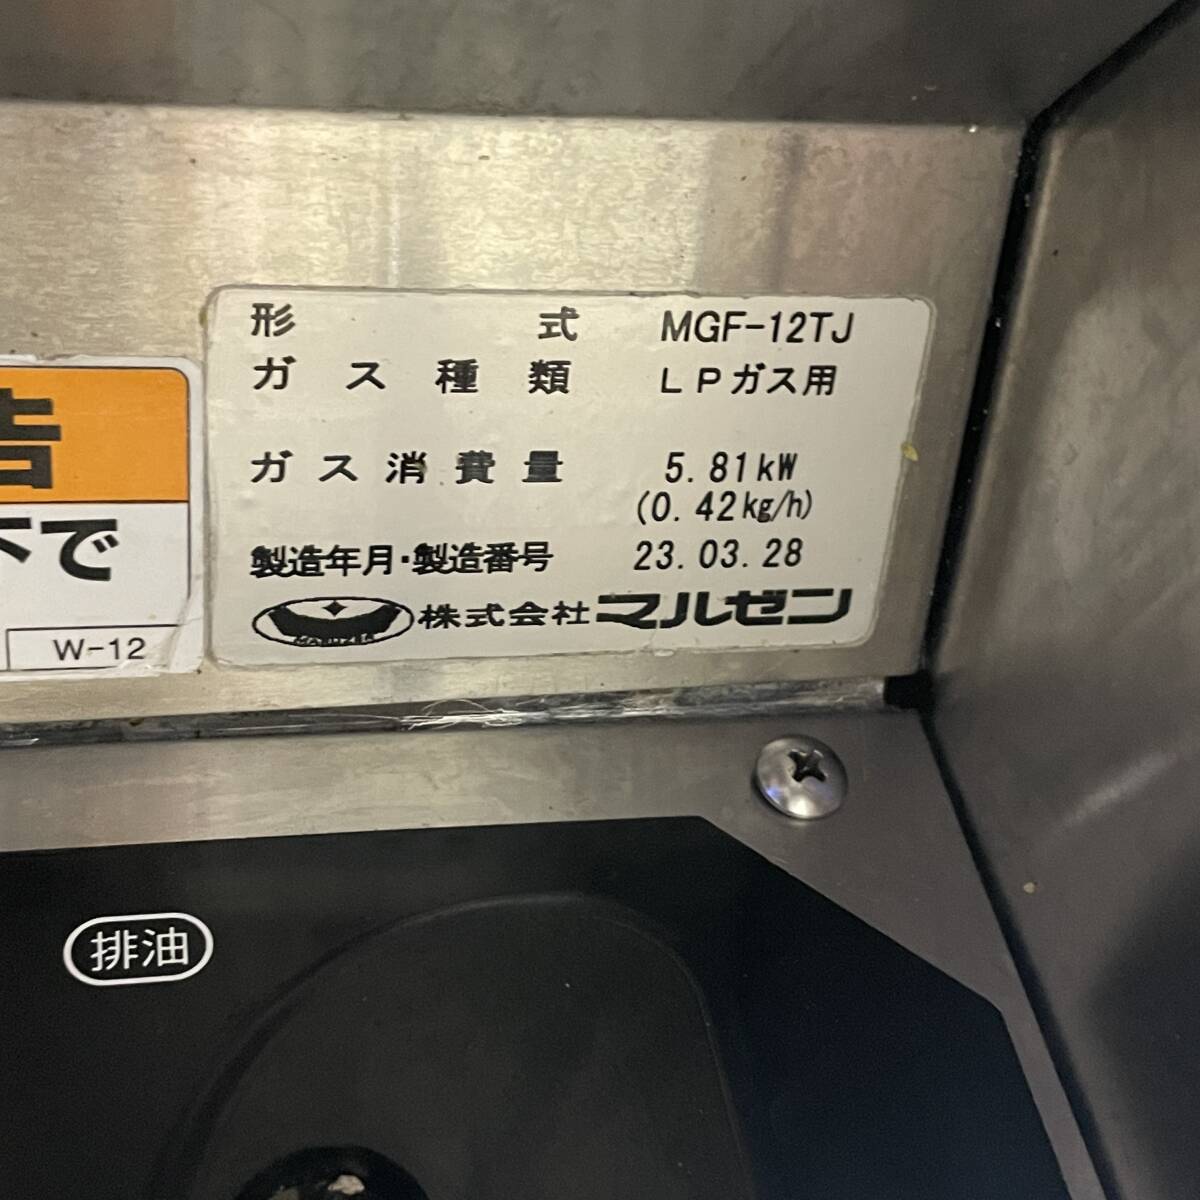 形式 MGF-12TJ
ガス種類 LPガス用
ガス消費量 5.81kW
(0.42kg/h)
製造年月・製造番号 23.03.28
MARUZEN 株式会社マルゼン
告
下で
W-12
排油